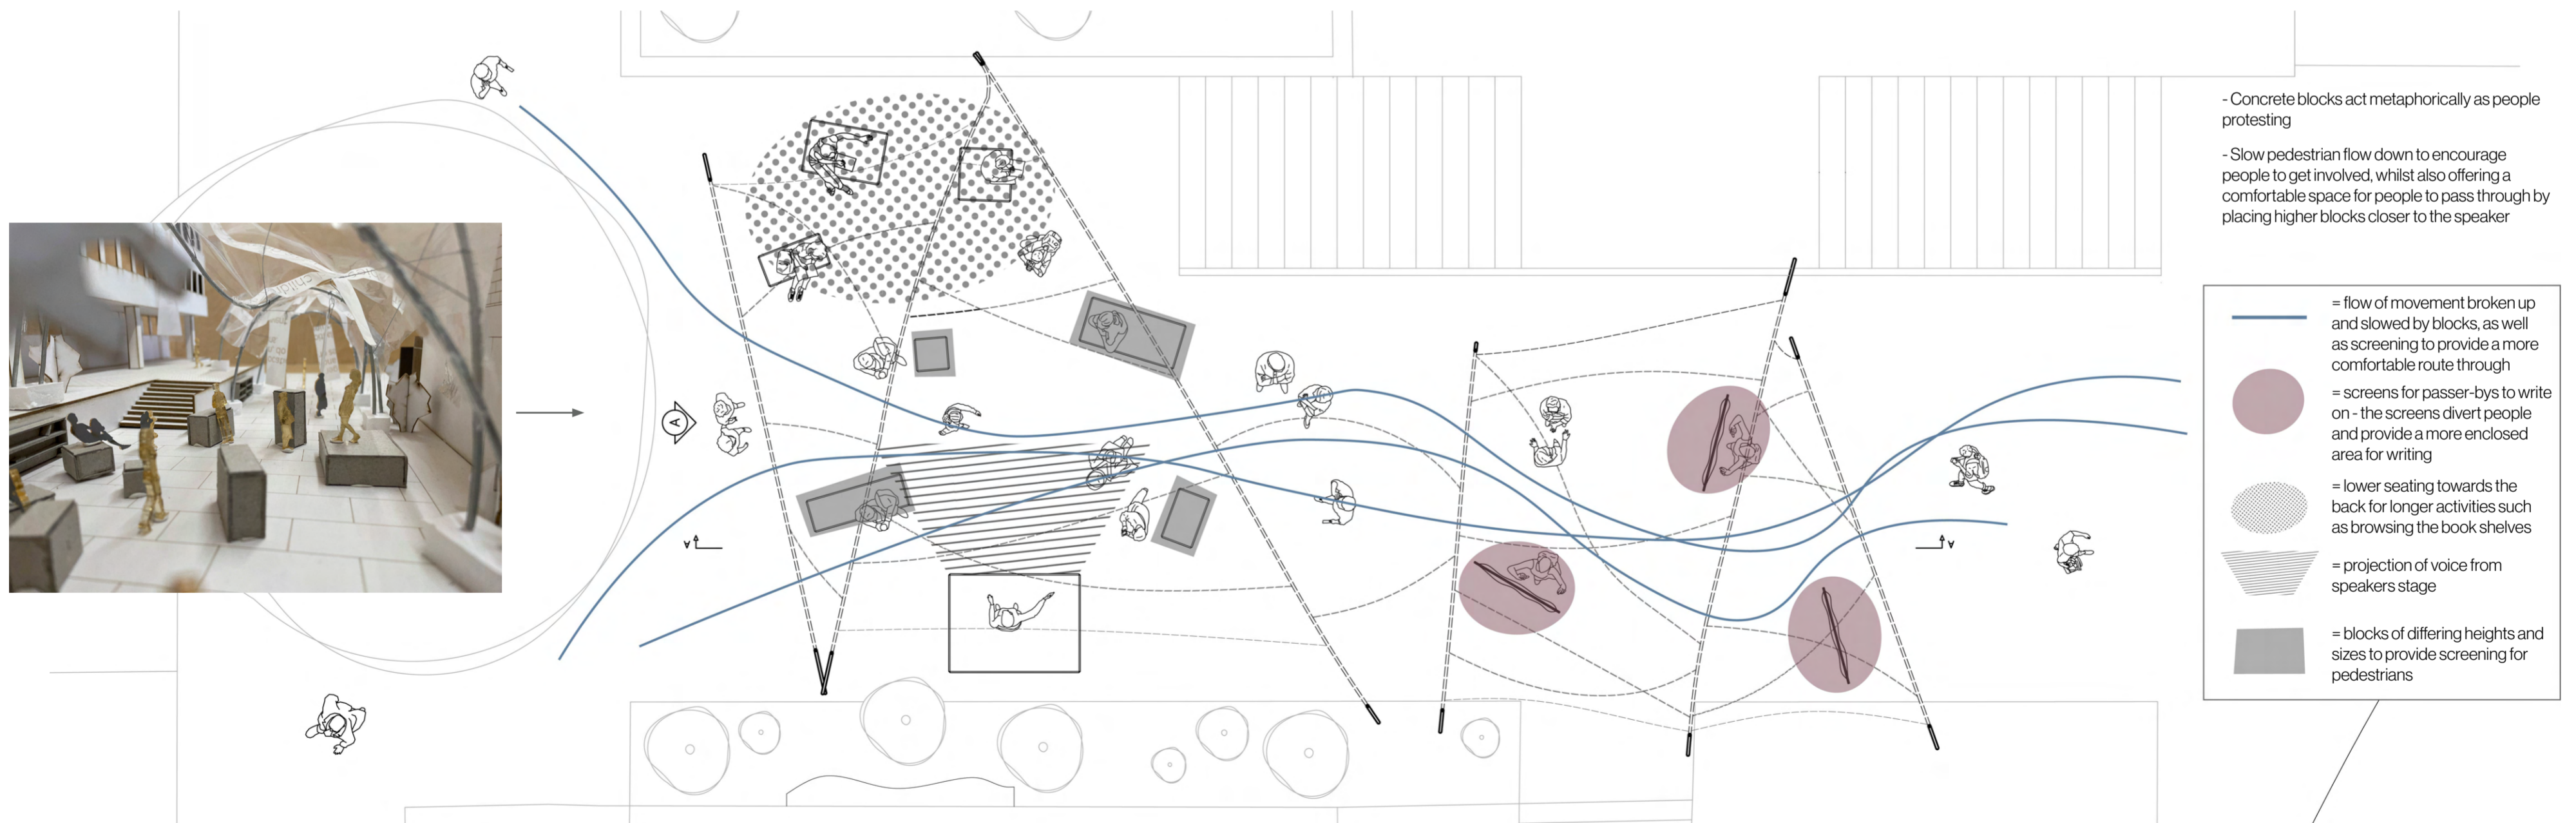 - Concrete blocks act metaphorically as people
protesting
- Slow pedestrian flow down to encourage
people to get involved, whilst also offering a
comfortable space for people to pass through by
placing higher blocks closer to the speaker
= flow of movement broken up
and slowed by blocks, as well
as screening to provide a more
comfortable route through
= screens for passer-bys to write
on - the screens divert people
and provide a more enclosed
area for writing
= lower seating towards the
back for longer activities such
as browsing the book shelves
= projection of voice from
speakers stage
= blocks of differing heights and
sizes to provide screening for
pedestrians
A
A
A